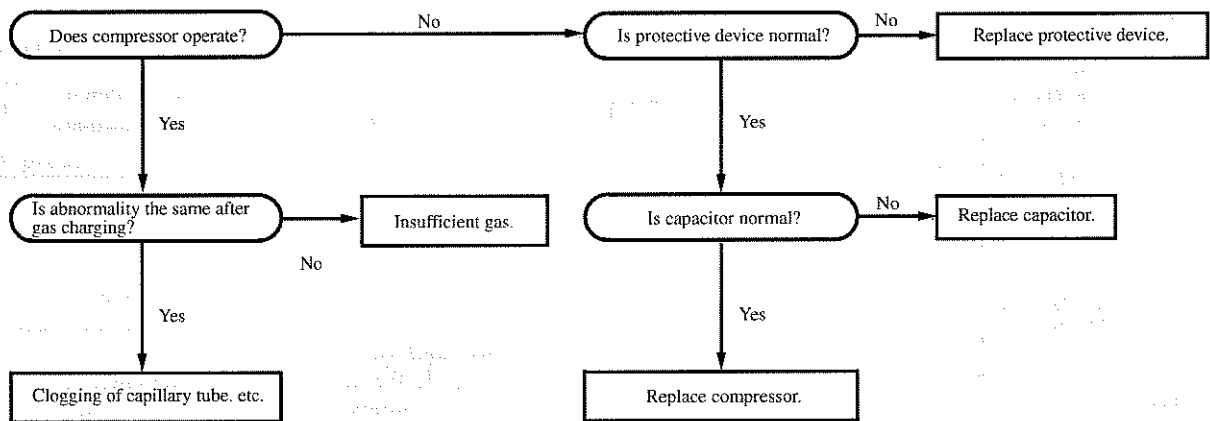 Does compressor operate?
No
Is protective device normal?
No
Replace protective device.
Yes
Yes
Is abnormality the same after
gas charging?
No
Insufficient gas.
Is capacitor normal?
No
Replace capacitor.
Yes
Yes
Clogging of capillary tube. etc.
Replace compressor.